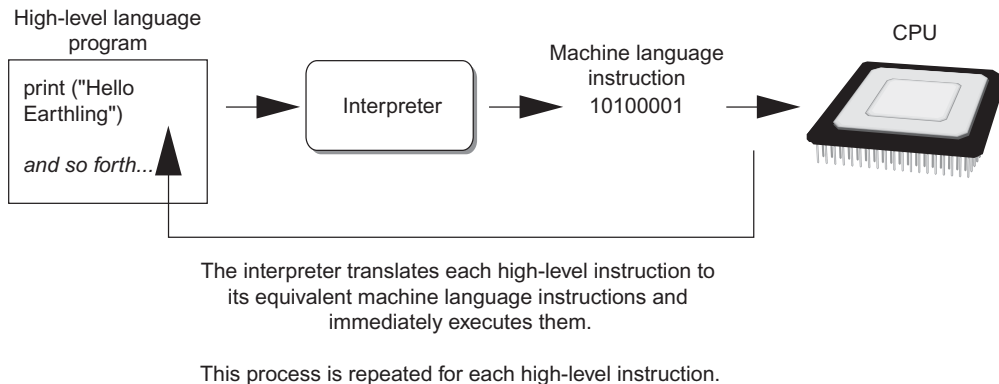 High-level language
program
print ("Hello
Earthling")
and so forth...
Interpreter
Machine language
instruction
10100001
CPU
The interpreter translates each high-level instruction to
its equivalent machine language instructions and
immediately executes them.
This process is repeated for each high-level instruction.